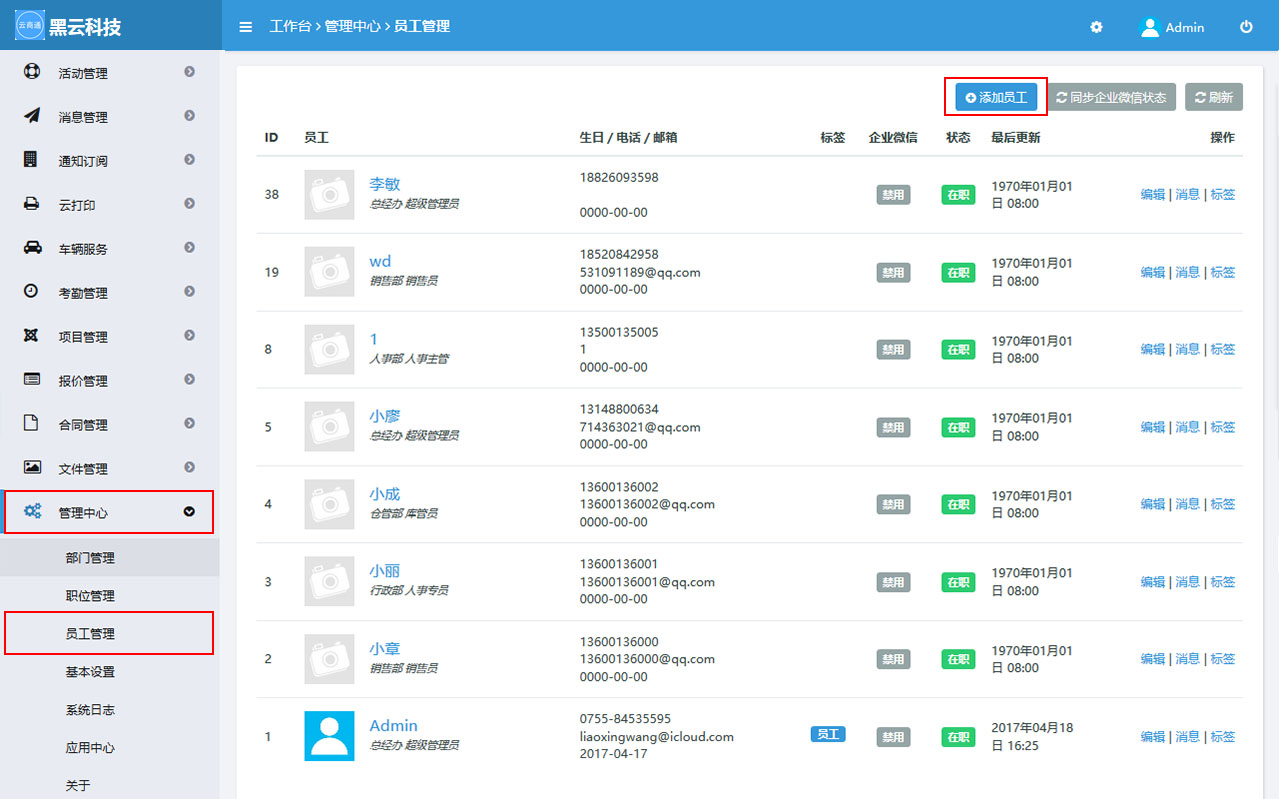 云商通 黑云科技
工作台 > 管理中心 > 员工管理
Admin
活动管理
消息管理
通知订阅
云打印
车辆服务
考勤管理
项目管理
报价管理
合同管理
文件管理
管理中心
部门管理
职位管理
员工管理
基本设置
系统日志
应用中心
关于
添加员工 同步企业微信状态 刷新
ID 员工 生日 / 电话 / 邮箱 标签 企业微信 状态 最后更新 操作
38 李敏 总经办 超级管理员
18826093598
0000-00-00
禁用 在职
1970年01月01
日 08:00
编辑 | 消息 | 标签
19 wd 销售部 销售员
18520842958
531091189@qq.com
0000-00-00
禁用 在职
1970年01月01
日 08:00
编辑 | 消息 | 标签
8 1 人事部 人事主管
13500135005
1
0000-00-00
禁用 在职
1970年01月01
日 08:00
编辑 | 消息 | 标签
5 小廖 总经办 超级管理员
13148800634
714363021@qq.com
0000-00-00
禁用 在职
1970年01月01
日 08:00
编辑 | 消息 | 标签
4 小成 仓管部 库管员
13600136002
13600136002@qq.com
0000-00-00
禁用 在职
1970年01月01
日 08:00
编辑 | 消息 | 标签
3 小丽 行政部 人事专员
13600136001
13600136001@qq.com
0000-00-00
禁用 在职
1970年01月01
日 08:00
编辑 | 消息 | 标签
2 小章 销售部 销售员
13600136000
13600136000@qq.com
0000-00-00
禁用 在职
1970年01月01
日 08:00
编辑 | 消息 | 标签
1 Admin 总经办 超级管理员
0755-84535595
liaoxingwang@icloud.com
2017-04-17
员工 禁用 在职
2017年04月18
日 16:25
编辑 | 消息 | 标签